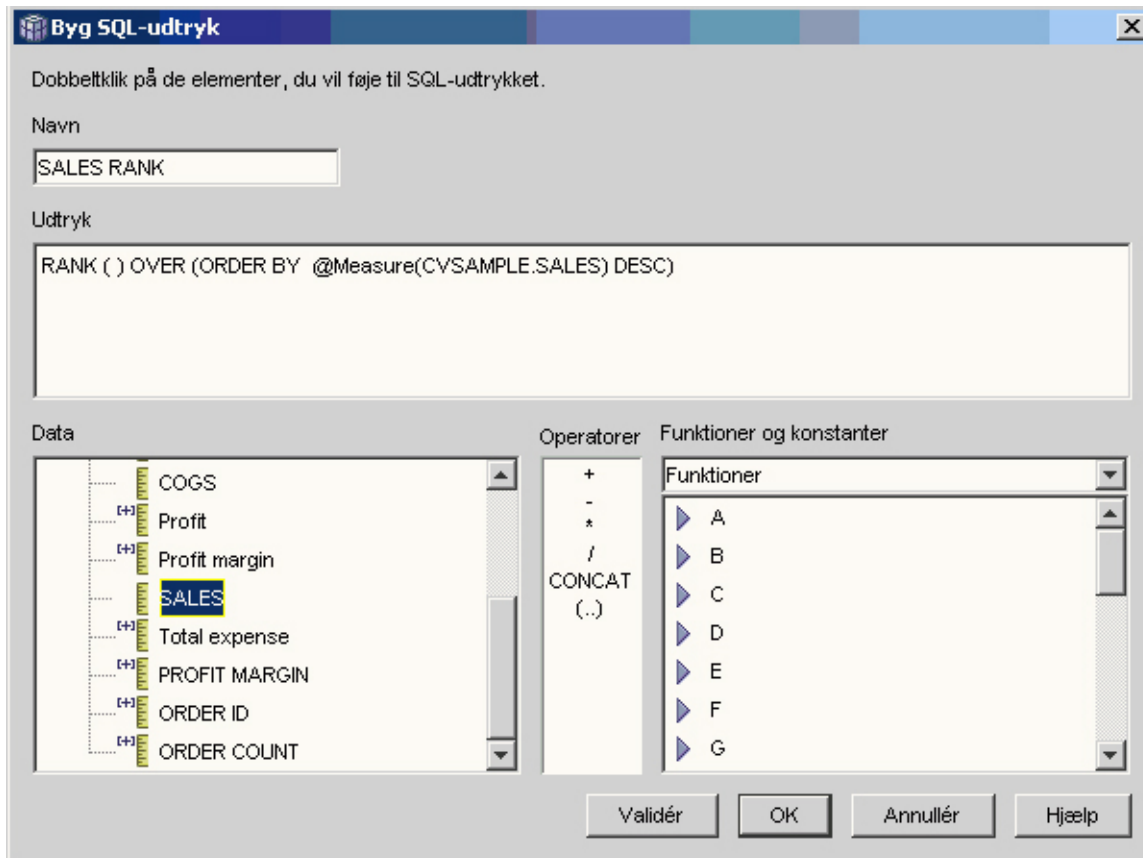 Byg SQL-udtryk
Dobbeltklik på de elementer, du vil føje til SQL-udtrykket.
Navn
SALES RANK
Udtryk
RANK ( ) OVER (ORDER BY  @Measure(CVSAMPLE.SALES) DESC)
Data
COGS
Profit
Profit margin
SALES
Total expense
PROFIT MARGIN
ORDER ID
ORDER COUNT
Operatorer
+
-
*
/
CONCAT
(..)
Funktioner og konstanter
Funktioner
A
B
C
D
E
F
G
Validér
OK
Annullér
Hjælp